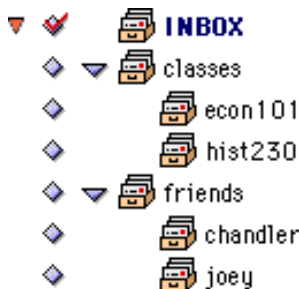 INBOX
classes
econ101
hist230
friends
chandler
joey